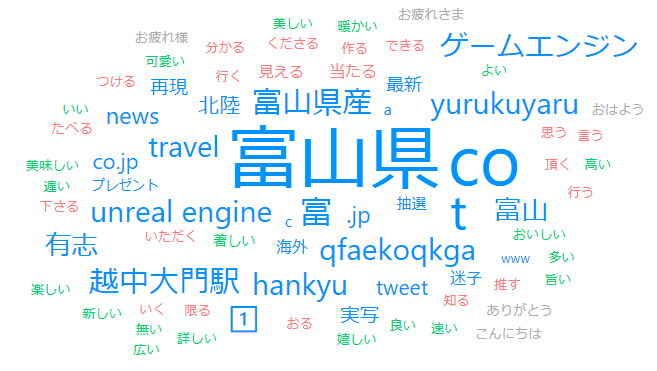 お疲れさま
美しい 暖かい
お疲れ様 分かる くださる 作る できる ゲームエンジン
可愛い
つける 再現 行く 見える 当たる 最新 よい
いい news 北陸 富山県産 a yurukuyaru おはよう
たべる 思う 言う
travel 富山県 co
美味しい co.jp 頂く 高い
遅い プレゼント 行う
下さる unreal engine c 富 .jp 抽選 t 富山
有志 いただく 著しい 海外 qfaekoqkga www おいしい 多い
越中大門駅 hankyu tweet 迷子 推す 旨い
楽しい 知る
新しい いく 限る 1 おる 実写 ありがとう
無い 良い 速い こんにちは
広い 詳しい 嬉しい